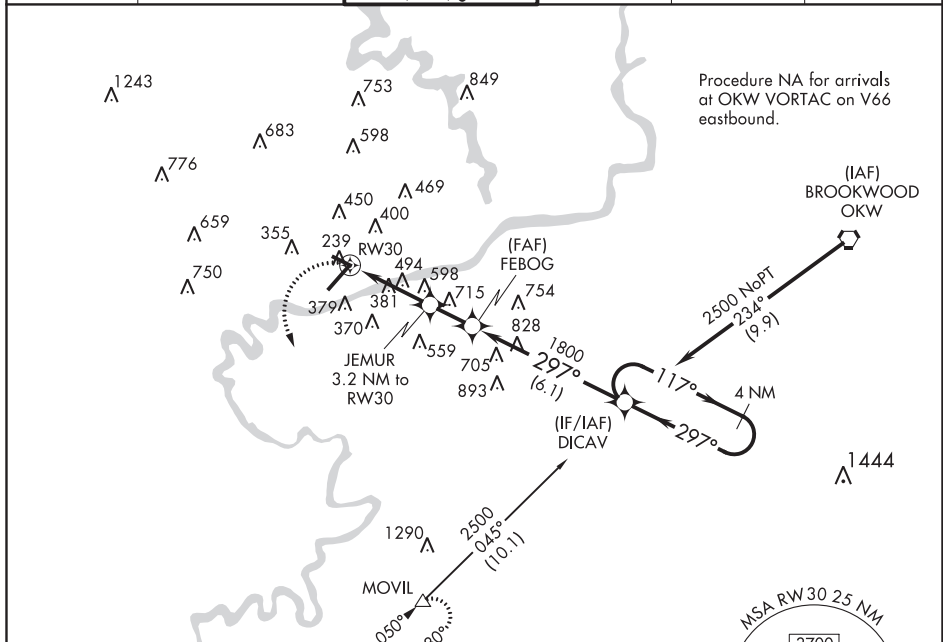 1243
753
849
Procedure NA for arrivals
at OKW VORTAC on V66
eastbound.
683
598
776
(IAF)
BROOKWOOD
OKW
469
450
400
659
355
239
RW30
(FAF)
FEBOG
750
494
598
2500 NoPT
234°
(9.9)
379
381
715
754
370
828
JEMUR
3.2 NM to
RW30
559
705
1800
297°
(6.1)
893
117°
4 NM
(IF/IAF)
DICAV
297°
1444
2500
045°
(10.1)
1290
MOVIL
050°
MSA RW30 25 NM